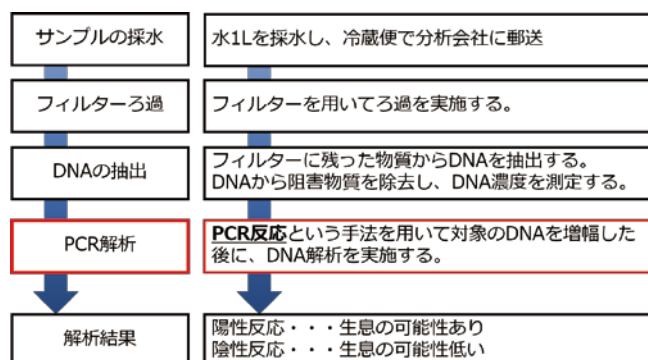 サンプルの採水
水1Lを採水し、冷蔵便で分析会社に郵送
フィルターろ過
フィルターを用いてろ過を実施する。
DNAの抽出
フィルターに残った物質からDNAを抽出する。
DNAから阻害物質を除去し、DNA濃度を測定する。
PCR解析
PCR反応という手法を用いて対象のDNAを増幅した
後に、DNA解析を実施する。
解析結果
陽性反応・・・生息の可能性あり
陰性反応・・・生息の可能性低い